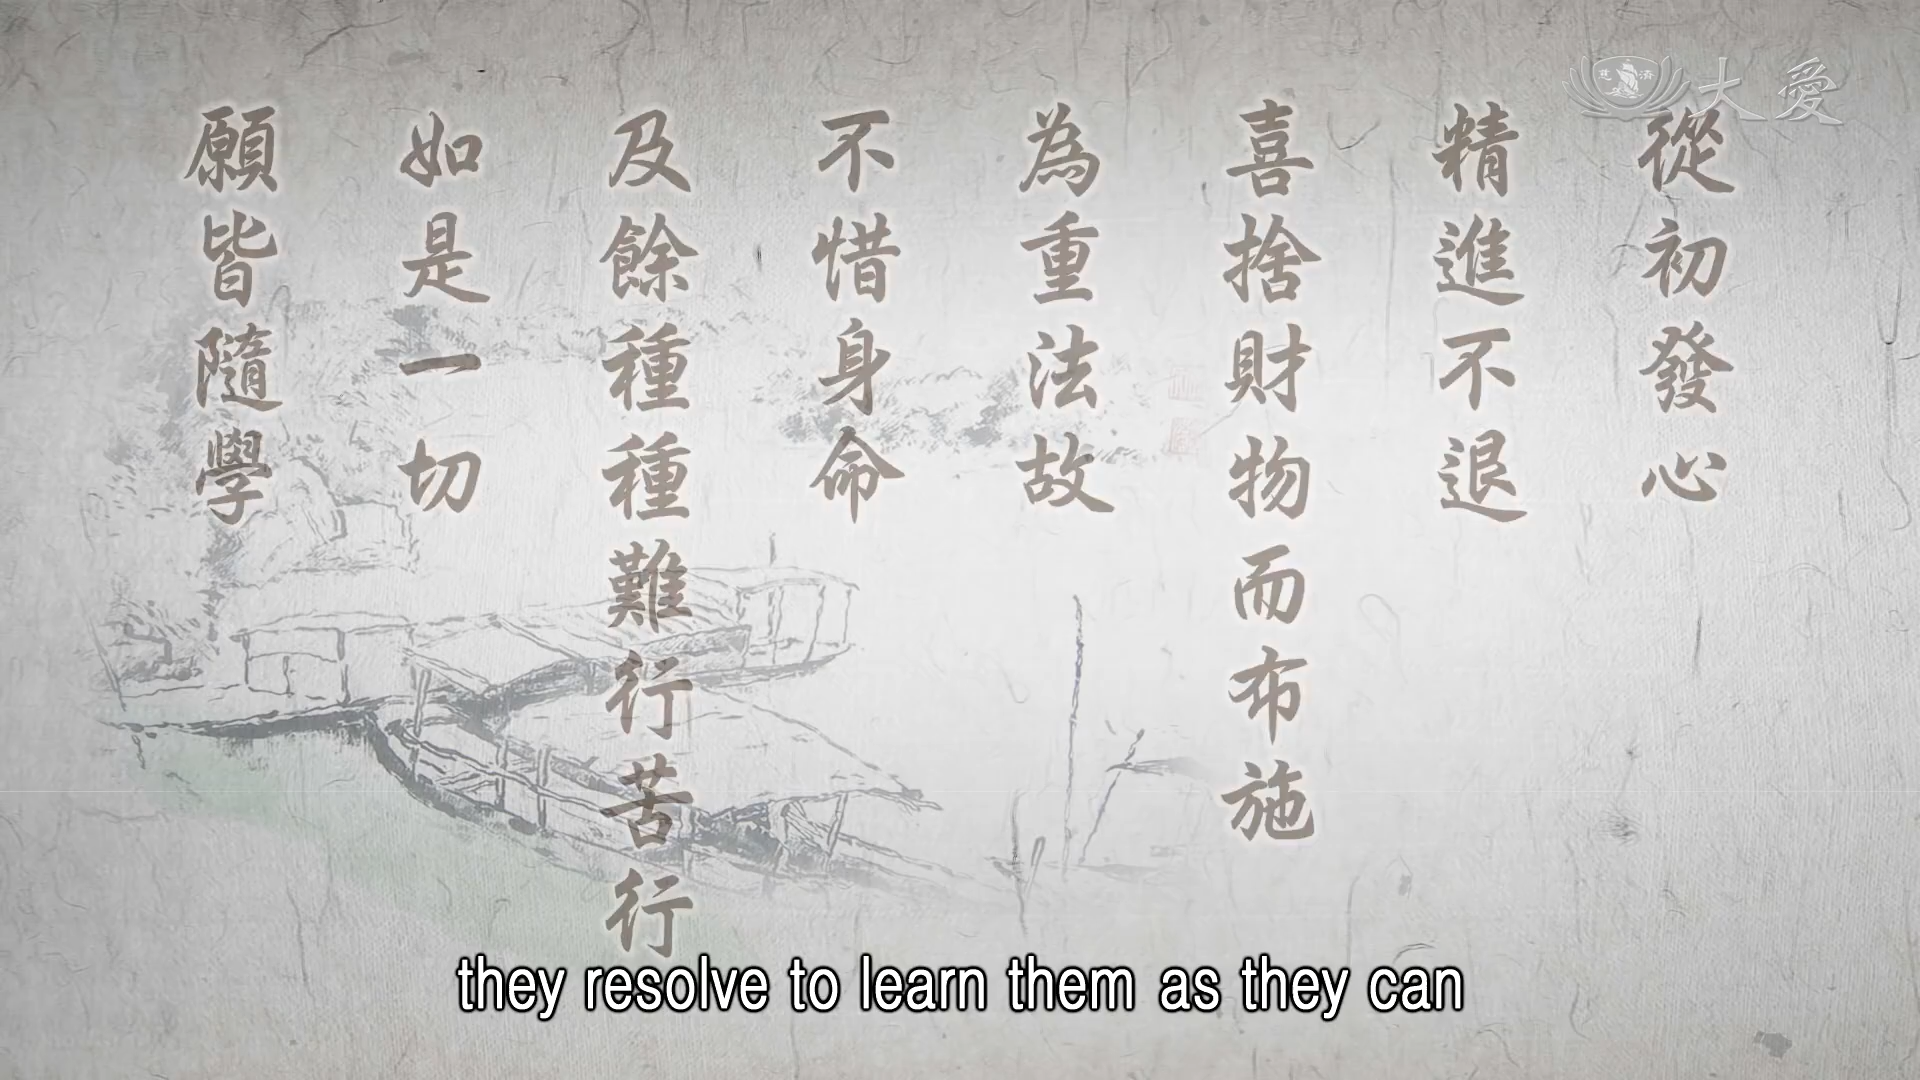 慈濟
大愛
從初發心
精進不退
喜捨財物而布施
為重法故
不惜身命
及餘種種難行苦行
如是一切
願皆隨學
they resolve to learn them as they can